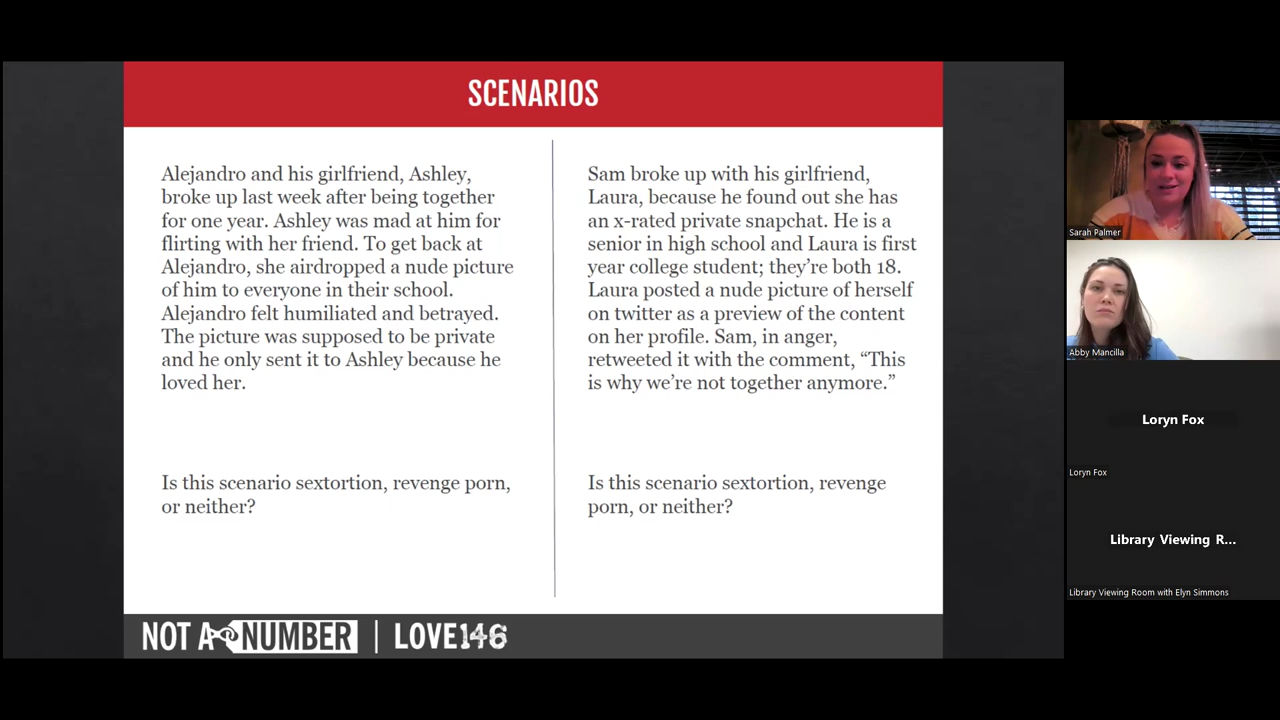 SCENARIOS
Alejandro and his girlfriend, Ashley,
broke up last week after being together
for one year. Ashley was mad at him for
flirting with her friend. To get back at
Alejandro, she airdropped a nude picture
of him to everyone in their school.
Alejandro felt humiliated and betrayed.
The picture was supposed to be private
and he only sent it to Ashley because he
loved her.
Is this scenario sextortion, revenge porn,
or neither?
Sam broke up with his girlfriend,
Laura, because he found out she has
an x-rated private snapchat. He is a
senior in high school and Laura is first
year college student; they’re both 18.
Laura posted a nude picture of herself
on twitter as a preview of the content
on her profile. Sam, in anger,
retweeted it with the comment, “This
is why we’re not together anymore.”
Is this scenario sextortion, revenge
porn, or neither?
NOT A NUMBER | LOVE146
Sarah Palmer
Abby Mancilla
Loryn Fox
Loryn Fox
Library Viewing R...
Library Viewing Room with Elyn Simmons